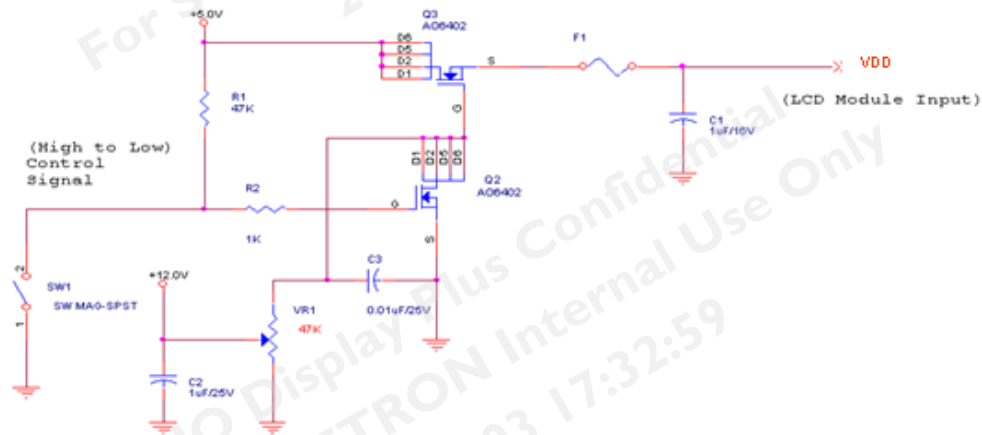 +5.0V
Q3
AO6402
D6
D5
D2
D1
S
G
F1
VDD
(LCD Module Input)
C1
1uF/16V
R1
47K
(High to Low)
Control
Signal
R2
1K
G
D1
D2
D5
D6
Q2
AO6402
S
2
SW1
SW MAG-SPST
1
+12.0V
C3
0.01uF/25V
VR1
47K
C2
1uF/25V
For S
Display Plus Confidential
Internal Use Only
03 17:32:59